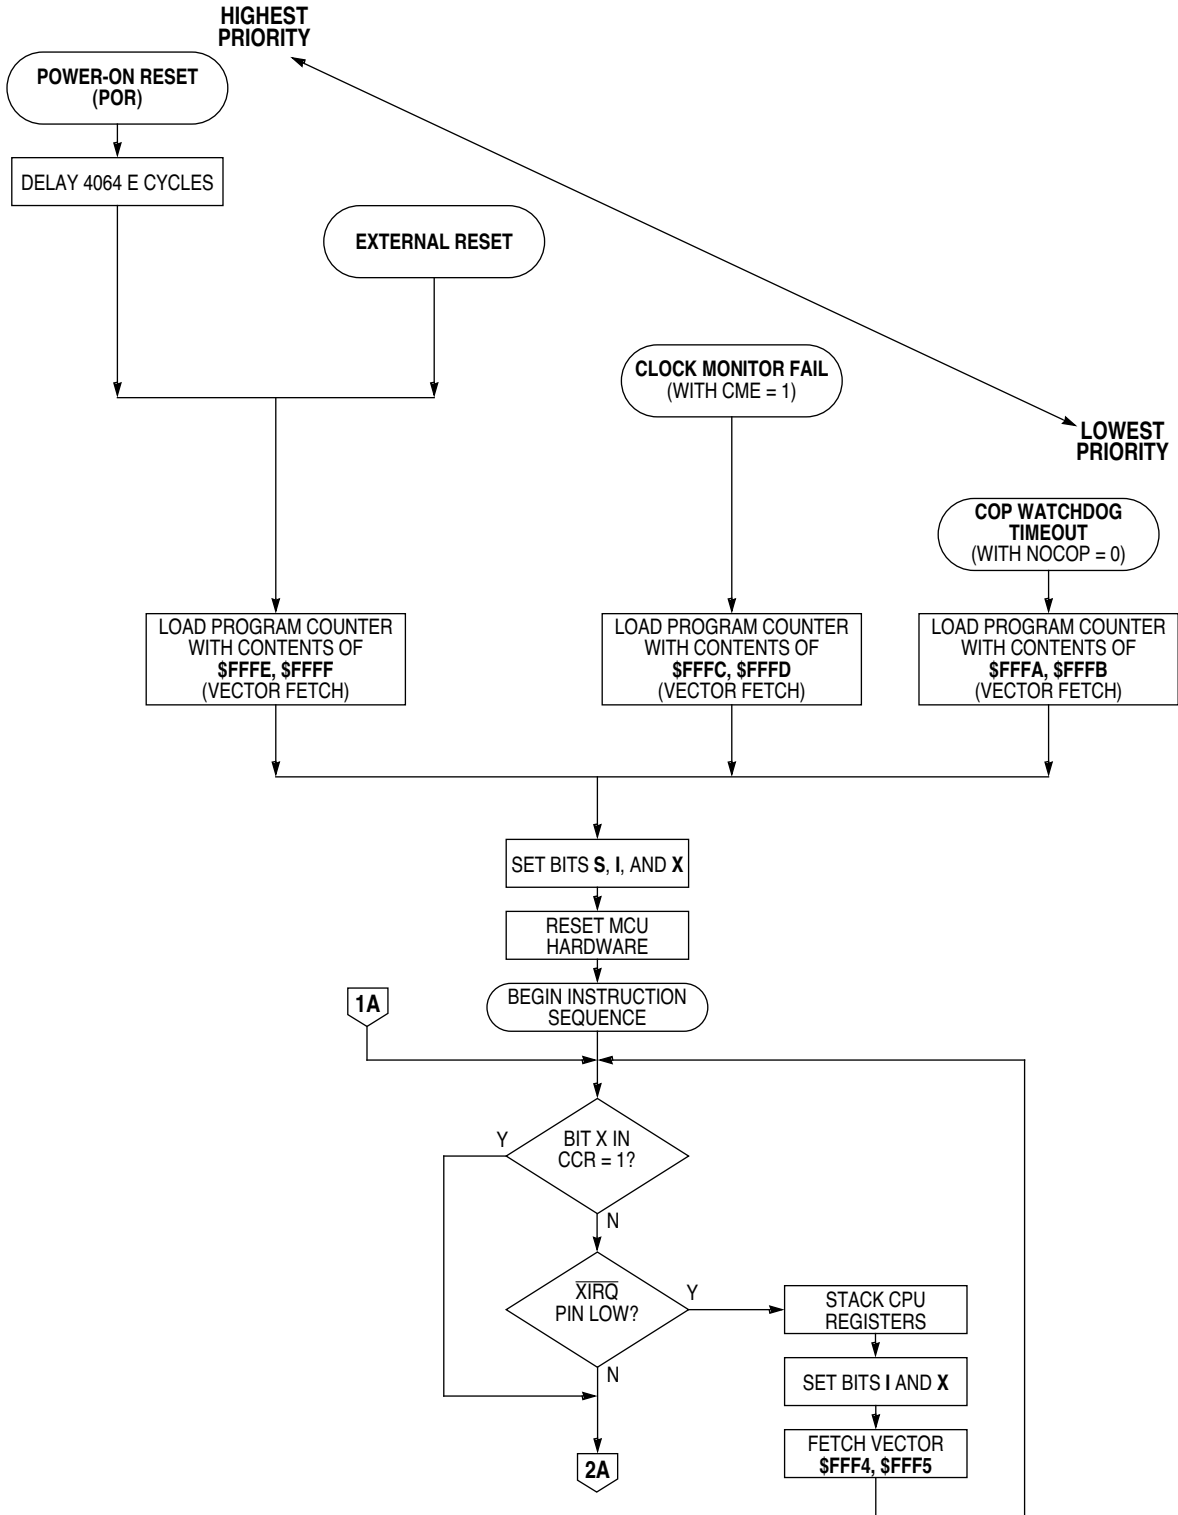 HIGHEST
PRIORITY
POWER-ON RESET
(POR)
DELAY 4064 E CYCLES
EXTERNAL RESET
CLOCK MONITOR FAIL
(WITH CME = 1)
LOWEST
PRIORITY
COP WATCHDOG
TIMEOUT
(WITH NOCOP = 0)
LOAD PROGRAM COUNTER
WITH CONTENTS OF
$FFFE, $FFFF
(VECTOR FETCH)
LOAD PROGRAM COUNTER
WITH CONTENTS OF
$FFFC, $FFFD
(VECTOR FETCH)
LOAD PROGRAM COUNTER
WITH CONTENTS OF
$FFFA, $FFFB
(VECTOR FETCH)
SET BITS S, I, AND X
RESET MCU
HARDWARE
BEGIN INSTRUCTION
SEQUENCE
1A
Y
BIT X IN
CCR = 1?
N
XIRQ
PIN LOW?
Y
N
STACK CPU
REGISTERS
SET BITS I AND X
FETCH VECTOR
$FFF4, $FFF5
2A